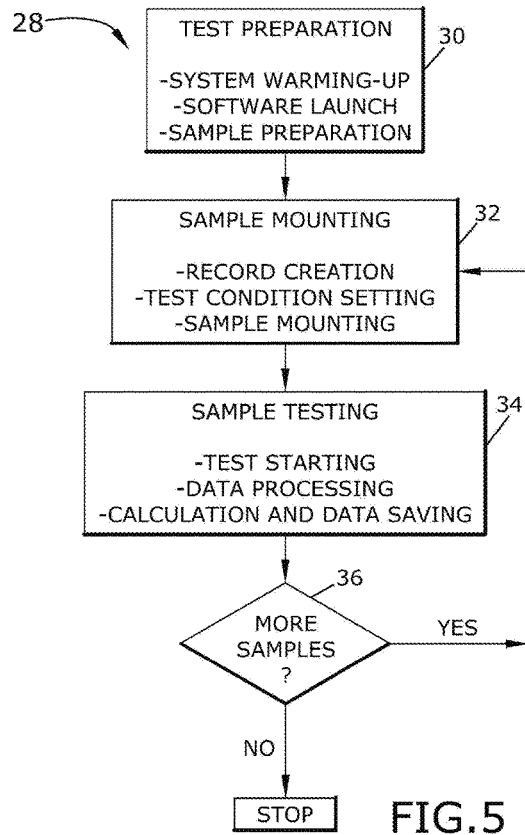 28
TEST PREPARATION
30
-SYSTEM WARMING-UP
-SOFTWARE LAUNCH
-SAMPLE PREPARATION
SAMPLE MOUNTING
32
-RECORD CREATION
-TEST CONDITION SETTING
-SAMPLE MOUNTING
SAMPLE TESTING
34
-TEST STARTING
-DATA PROCESSING
-CALCULATION AND DATA SAVING
36
MORE
SAMPLES
?
YES
NO
STOP
FIG.5